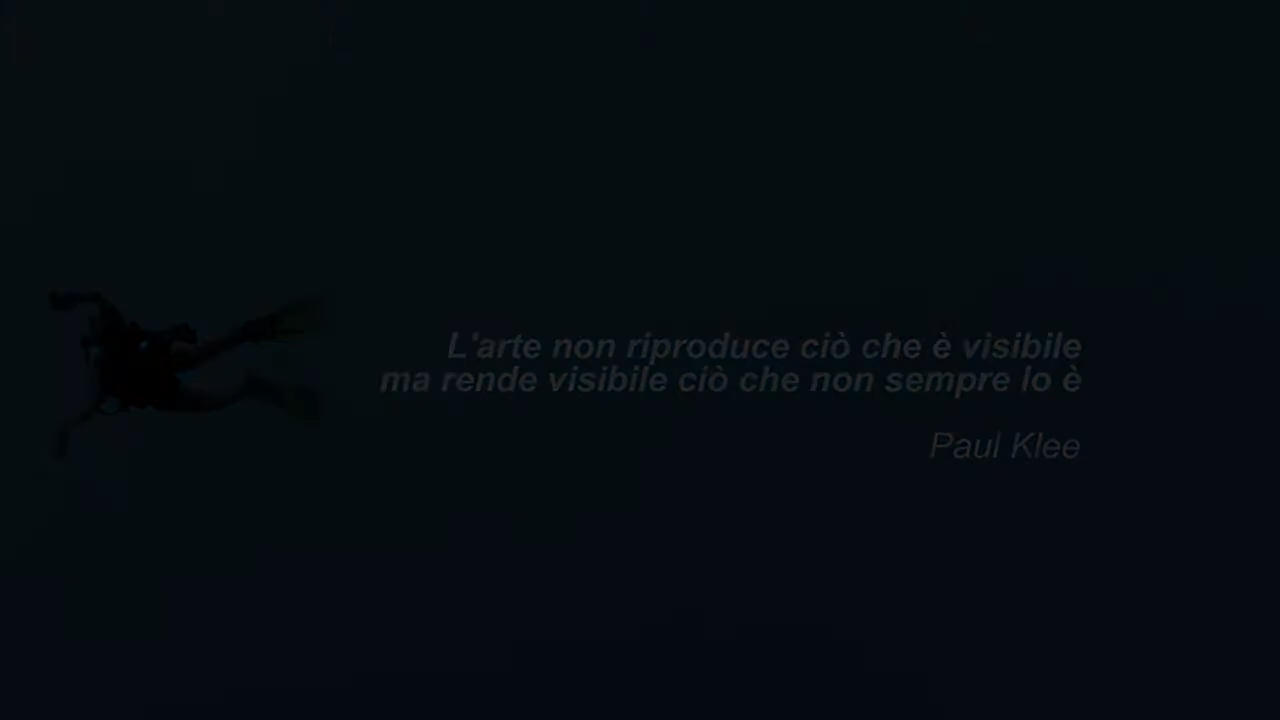 L'arte non riproduce ciò che è visibile
ma rende visibile ciò che non sempre lo è
Paul Klee